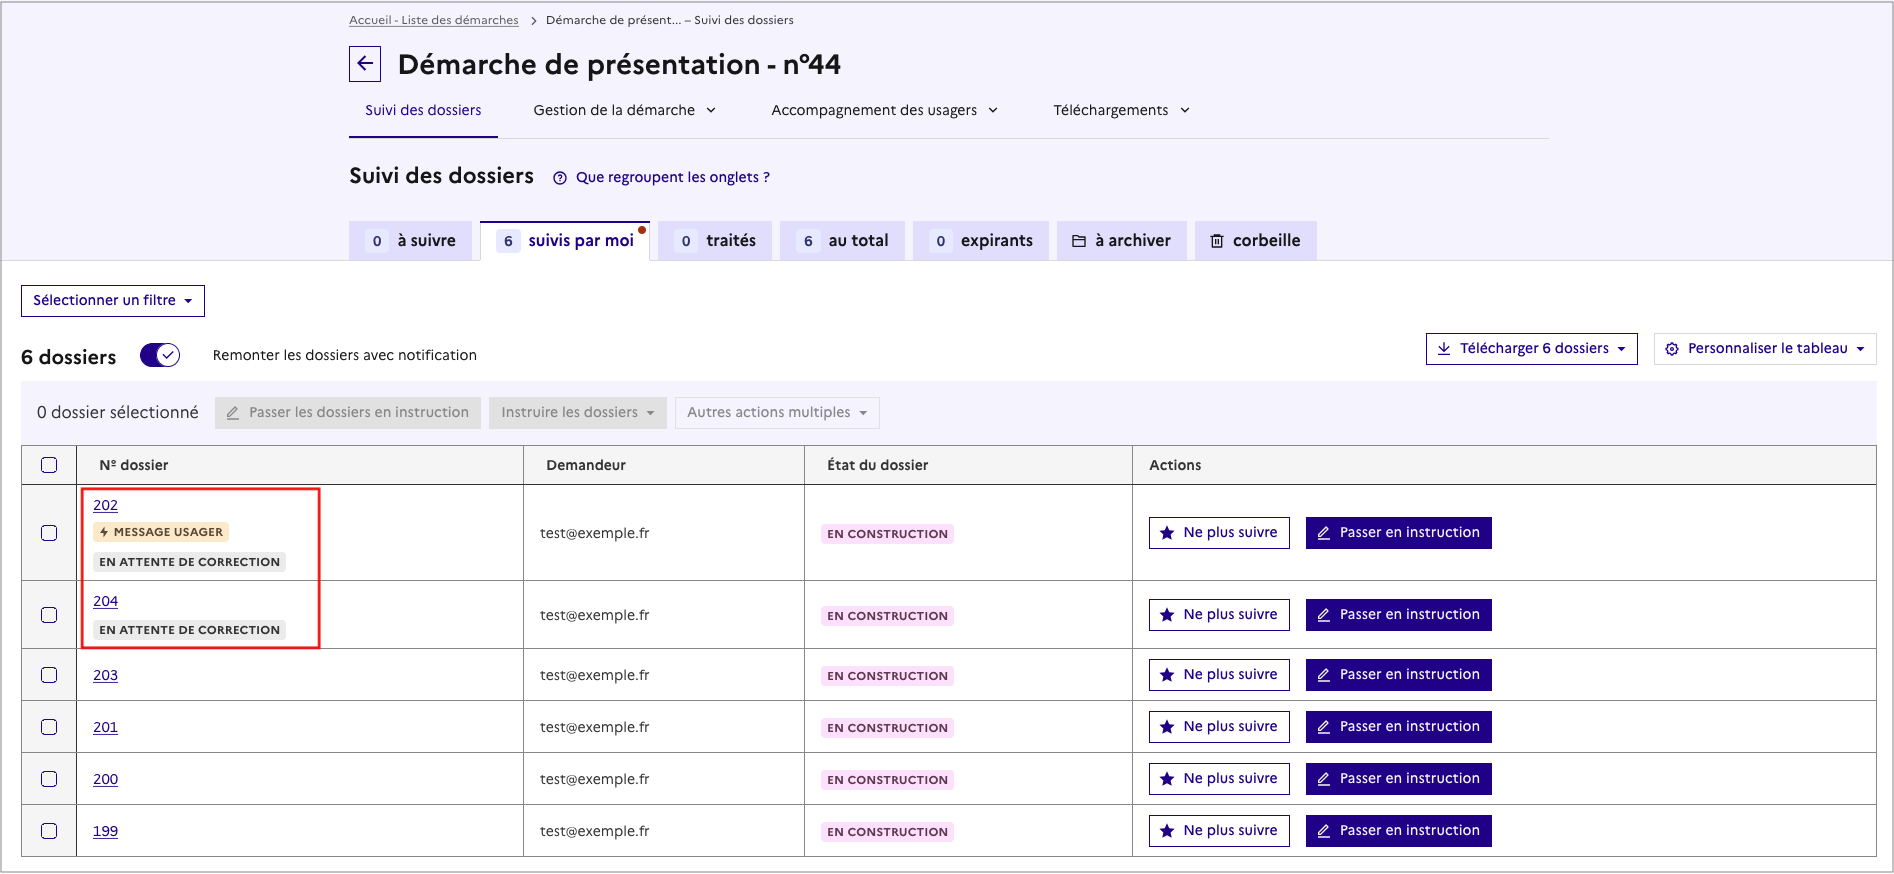 Accueil - Liste des démarches > Démarche de présent... – Suivi des dossiers
Démarche de présentation - n°44
Suivi des dossiers Gestion de la démarche Accompagnement des usagers Téléchargements
Suivi des dossiers Que regroupent les onglets ?
0 à suivre 6 suivis par moi 0 traités 6 au total 0 expirants à archiver corbeille
Sélectionner un filtre
6 dossiers Remonter les dossiers avec notification Télécharger 6 dossiers Personnaliser le tableau
0 dossier sélectionné Passer les dossiers en instruction Instruire les dossiers Autres actions multiples
Nº dossier Demandeur État du dossier Actions
202
MESSAGE USAGER
EN ATTENTE DE CORRECTION
test@exemple.fr EN CONSTRUCTION Ne plus suivre Passer en instruction
204
EN ATTENTE DE CORRECTION
test@exemple.fr EN CONSTRUCTION Ne plus suivre Passer en instruction
203 test@exemple.fr EN CONSTRUCTION Ne plus suivre Passer en instruction
201 test@exemple.fr EN CONSTRUCTION Ne plus suivre Passer en instruction
200 test@exemple.fr EN CONSTRUCTION Ne plus suivre Passer en instruction
199 test@exemple.fr EN CONSTRUCTION Ne plus suivre Passer en instruction